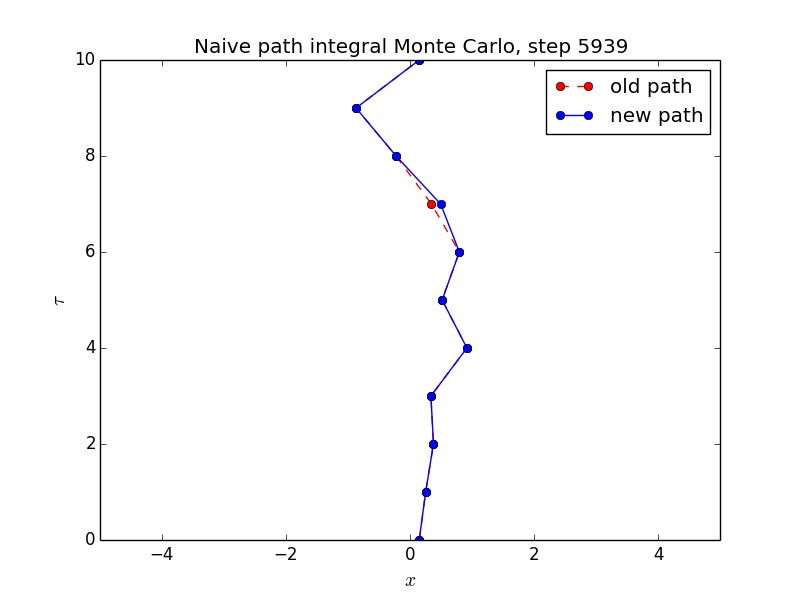 Naive path integral Monte Carlo, step 5939
old path
new path
10
8
6
4
2
0
τ
−4 −2 0 2 4
x